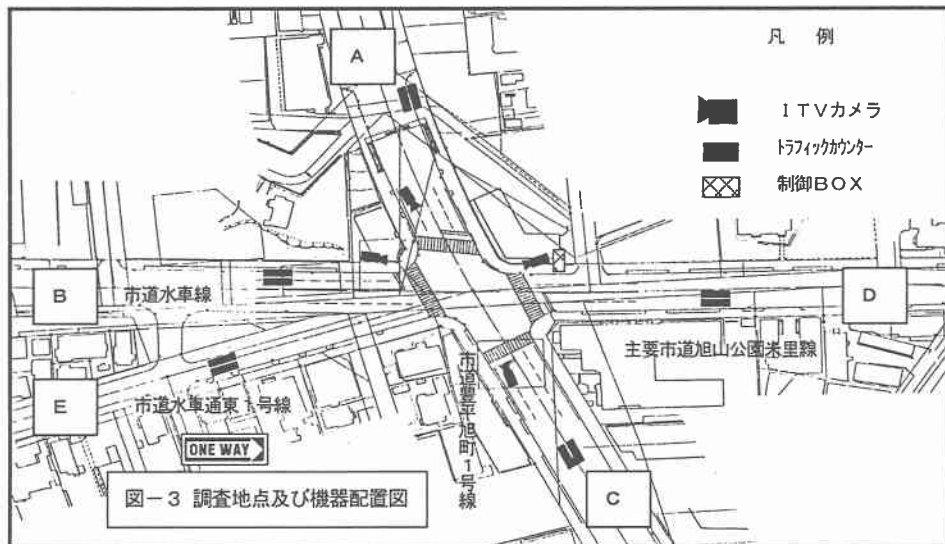 凡 例
ITVカメラ
トラフィックカウンター
制御BOX
A
B
市道水車線
D
主要市道旭山公園米里線
E
市道水車通東1号線
市道豊平旭町1号線
ONE WAY
C
図-3 調査地点及び機器配置図